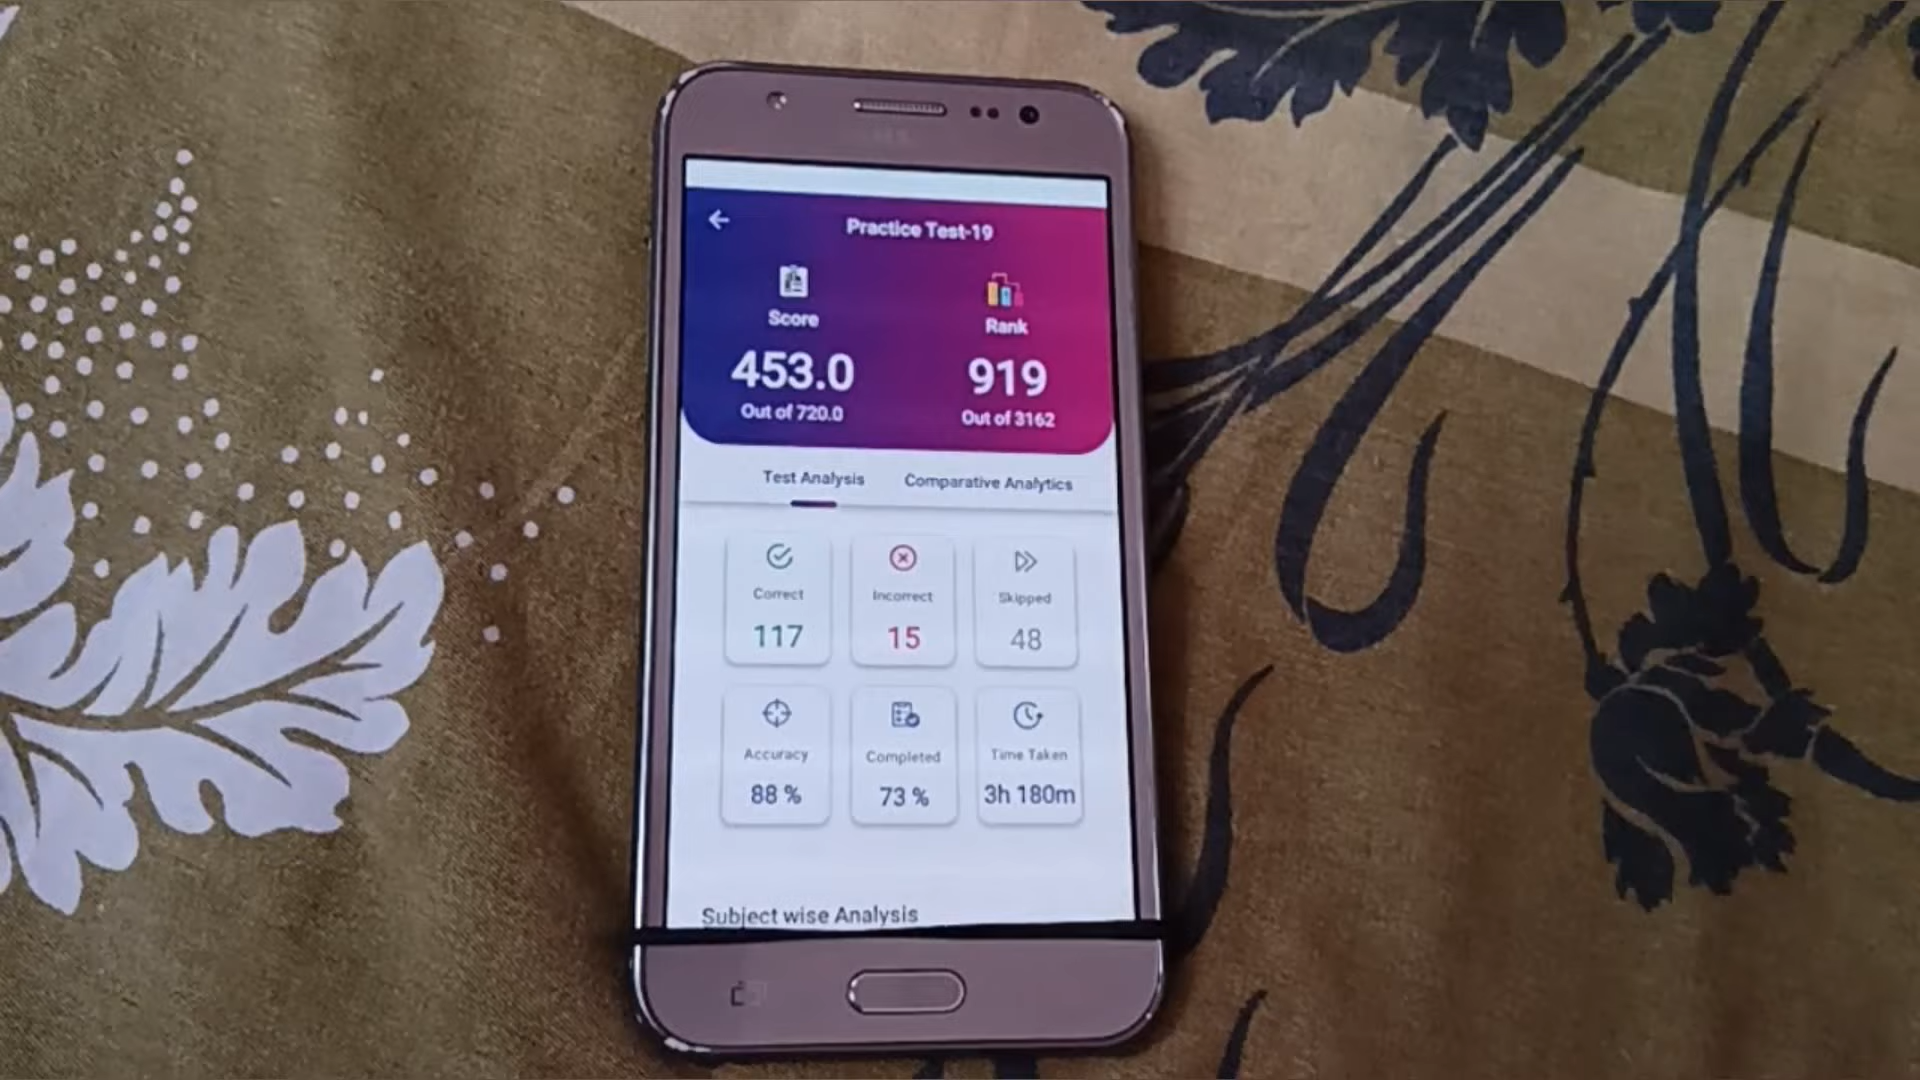 Practice Test-19
Score
Rank
453.0
919
Out of 720.0
Out of 3162
Test Analysis
Comparative Analytics
Correct
Incorrect
Skipped
117
15
48
Accuracy
Completed
Time Taken
88 %
73 %
3h 180m
Subject wise Analysis